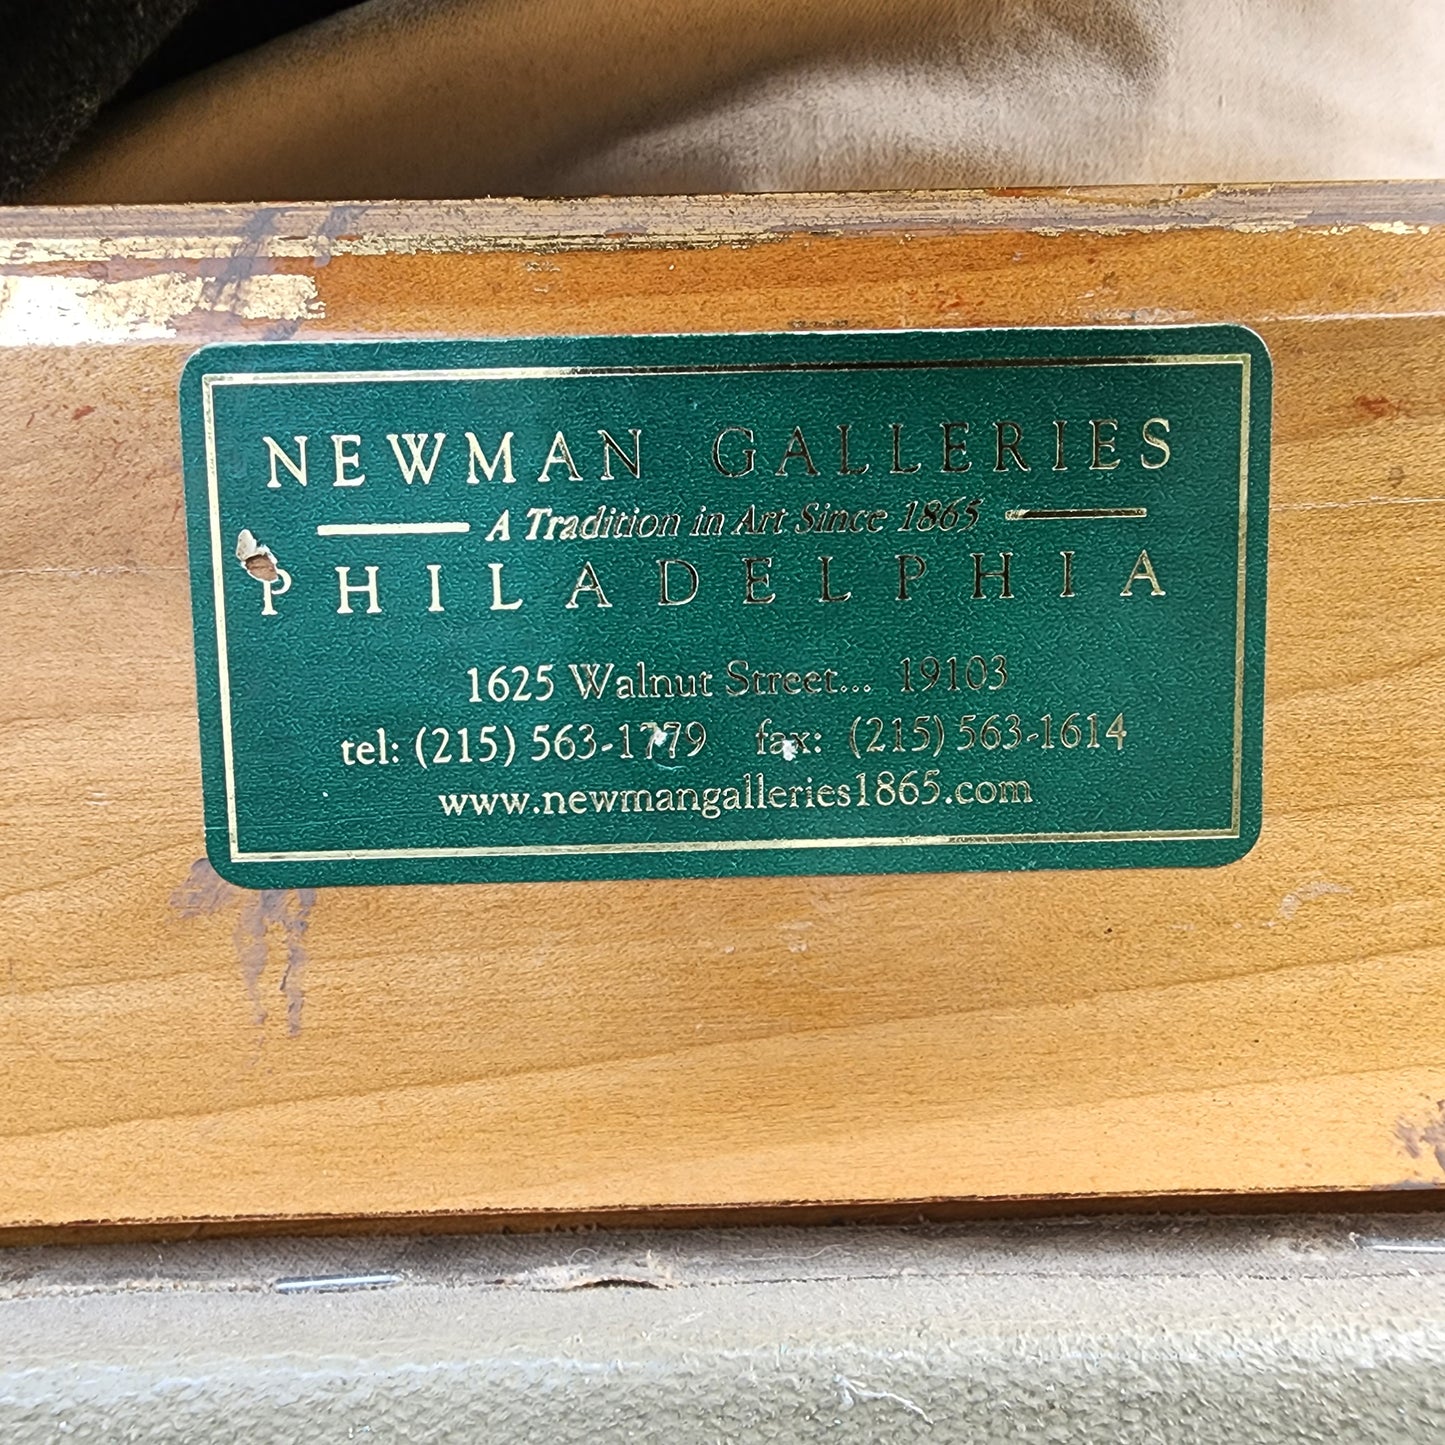 NEWMAN GALLERIES
A Tradition in Art Since 1865
PHILADELPHIA
1625 Walnut Street... 19103
tel: (215) 563-1779 fax: (215) 563-1614
www.newmangalleries1865.com